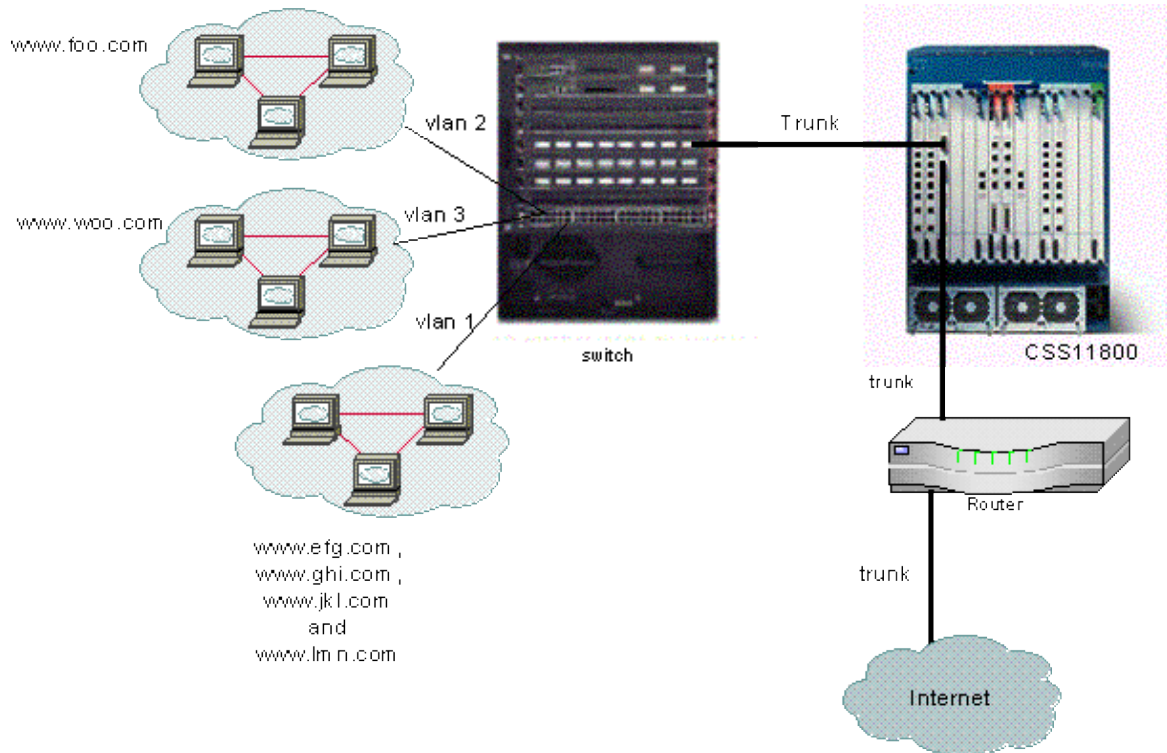 www.foo.com
vlan 2
Trunk
www.woo.com
vlan 3
vlan 1
switch
CSS11800
trunk
Router
www.efg.com ,
www.ghi.com ,
www.jkl.com
and
www.lmn.com
trunk
Internet